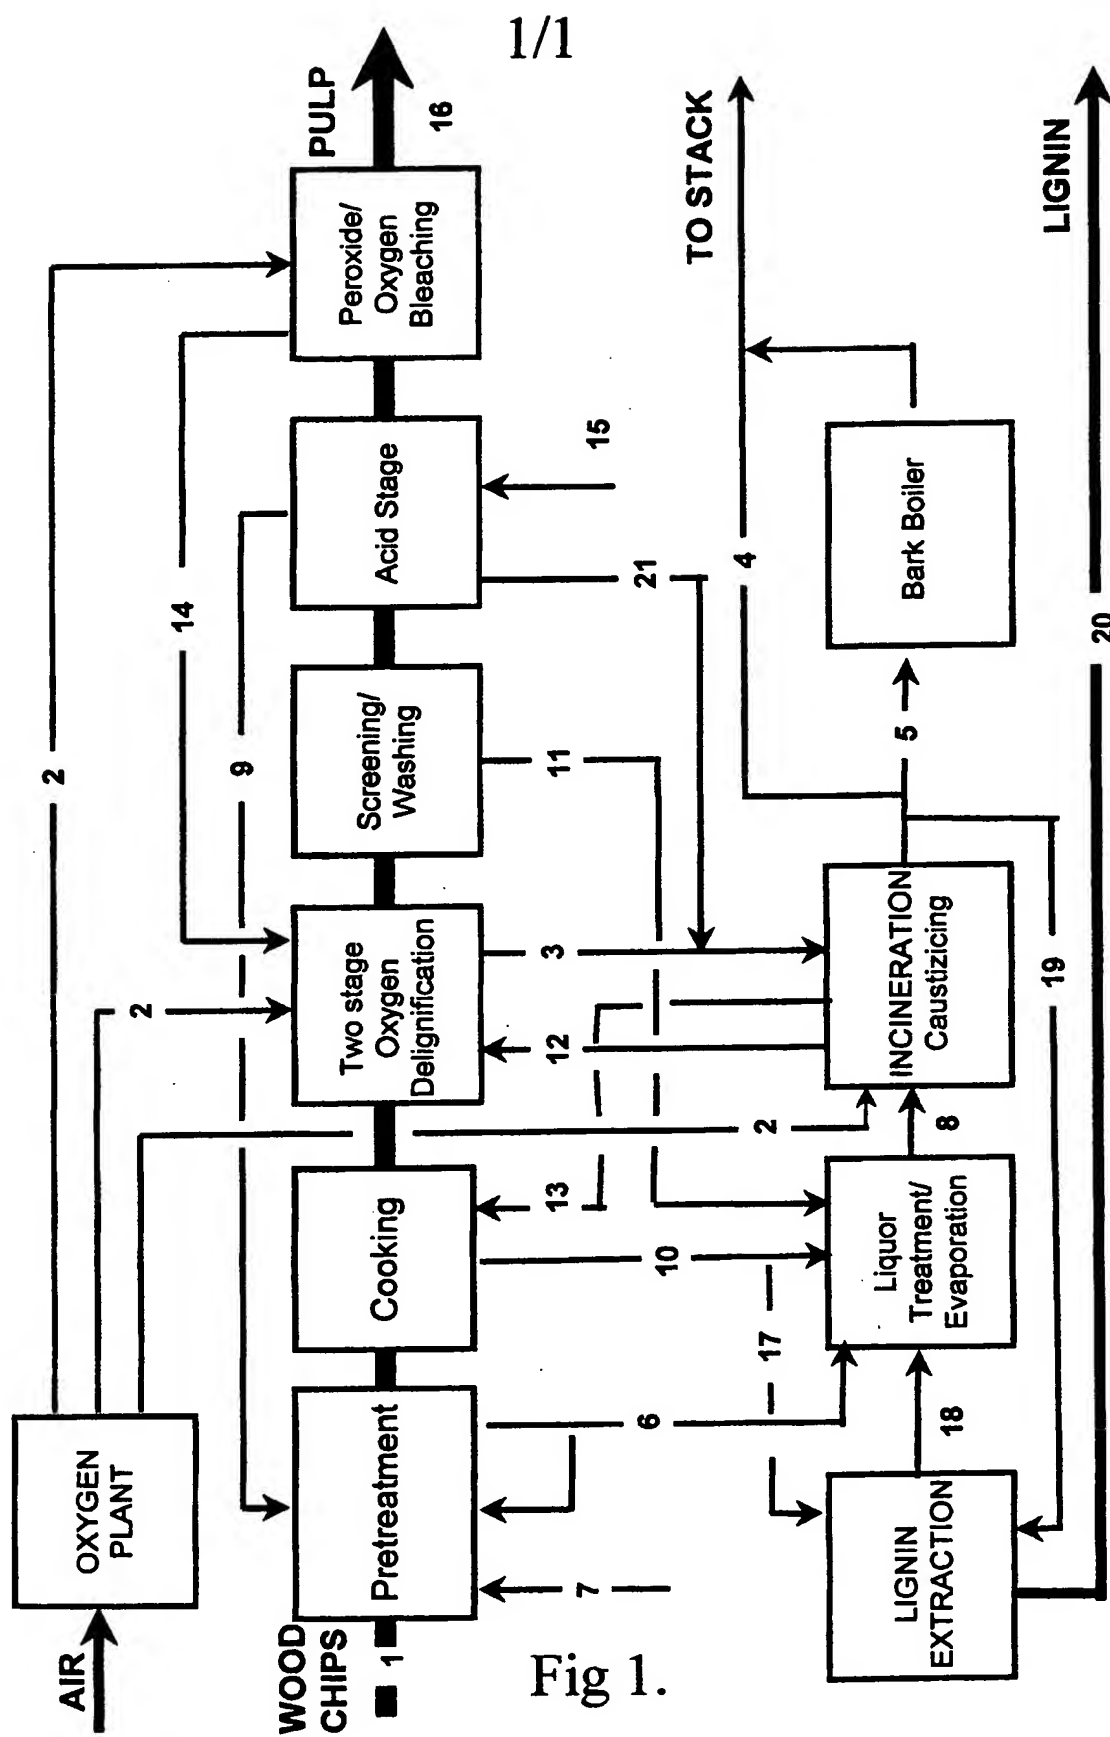 1/1
AIR
OXYGEN
PLANT
2
2
2
14
9
WOOD
CHIPS
1
Pretreatment
Cooking
Two stage
Oxygen
Delignification
Screening/
Washing
Acid Stage
Peroxide/
Oxygen
Bleaching
PULP
16
7
6
10
13
12
3
11
21
15
17
LIGNIN
EXTRACTION
18
Liquor
Treatment/
Evaporation
8
INCINERATION
Caustizicing
5
4
Bark Boiler
TO STACK
19
20
LIGNIN
Fig 1.